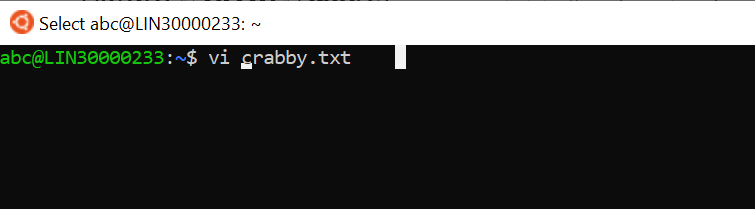 Select abc@LIN30000233: ~
abc@LIN30000233:~$ vi crabby.txt